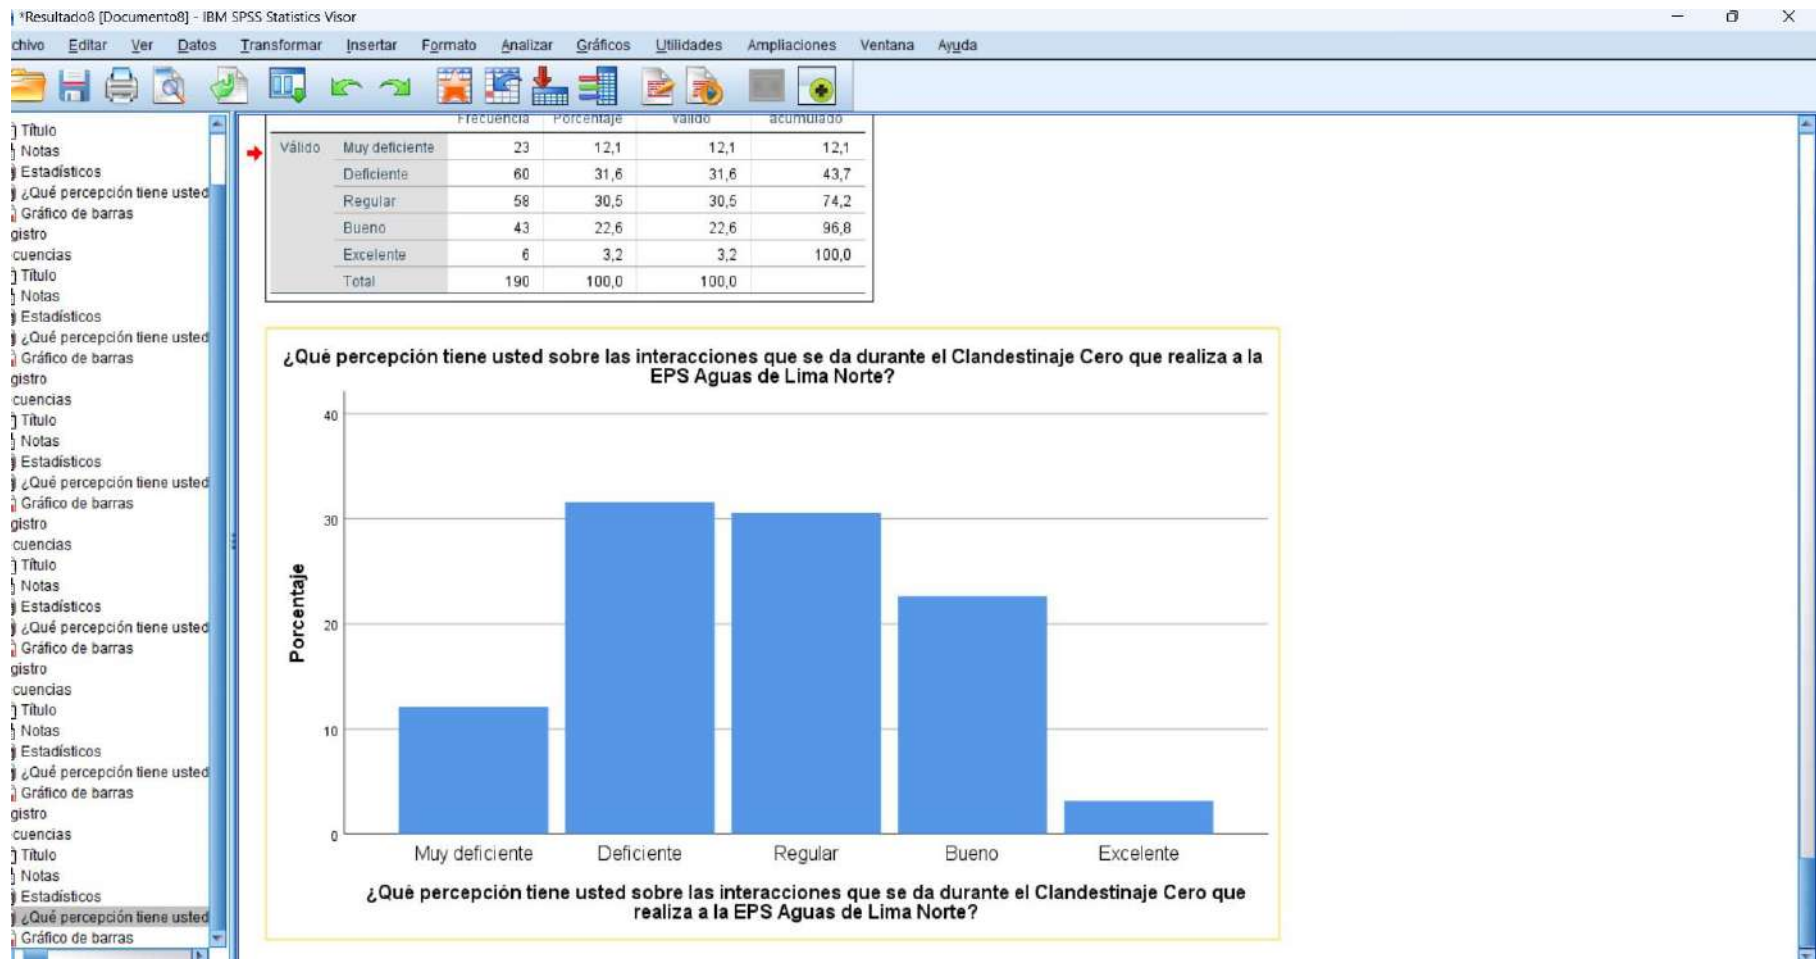 *Resultado8 [Documento8] - IBM SPSS Statistics Visor
chivo Editar Ver Datos Transformar Insertar Formato Analizar Gráficos Utilidades Ampliaciones Ventana Ayuda
Título
Notas
Estadísticos
¿Qué percepción tiene usted
Gráfico de barras
gistro
cuencias
Título
Notas
Estadísticos
¿Qué percepción tiene usted
Gráfico de barras
gistro
cuencias
Título
Notas
Estadísticos
¿Qué percepción tiene usted
Gráfico de barras
gistro
cuencias
Título
Notas
Estadísticos
¿Qué percepción tiene usted
Gráfico de barras
gistro
cuencias
Título
Notas
Estadísticos
¿Qué percepción tiene usted
Gráfico de barras
gistro
cuencias
Título
Notas
Estadísticos
¿Qué percepción tiene usted
Gráfico de barras
Frecuencia Porcentaje válido acumulado
Válido Muy deficiente 23 12,1 12,1 12,1
Deficiente 60 31,6 31,6 43,7
Regular 58 30,5 30,5 74,2
Bueno 43 22,6 22,6 96,8
Excelente 6 3,2 3,2 100,0
Total 190 100,0 100,0
¿Qué percepción tiene usted sobre las interacciones que se da durante el Clandestinaje Cero que realiza a la
EPS Aguas de Lima Norte?
40
30
20
10
0
Porcentaje
Muy deficiente Deficiente Regular Bueno Excelente
¿Qué percepción tiene usted sobre las interacciones que se da durante el Clandestinaje Cero que
realiza a la EPS Aguas de Lima Norte?